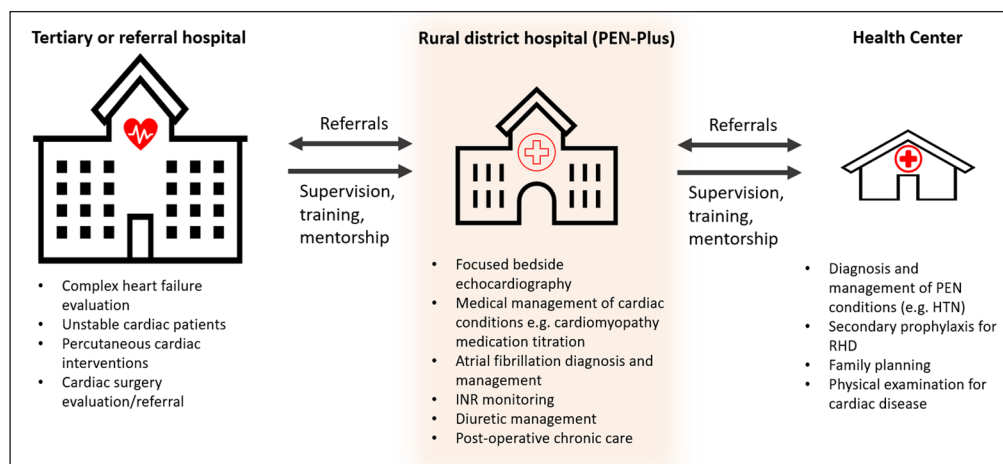 Tertiary or referral hospital
Rural district hospital (PEN-Plus)
Health Center
Referrals
Supervision,
training,
mentorship
Referrals
Supervision,
training,
mentorship
• Complex heart failure
evaluation
• Unstable cardiac patients
• Percutaneous cardiac
interventions
• Cardiac surgery
evaluation/referral
• Focused bedside
echocardiography
• Medical management of cardiac
conditions e.g. cardiomyopathy
medication titration
• Atrial fibrillation diagnosis and
management
• INR monitoring
• Diuretic management
• Post-operative chronic care
• Diagnosis and
management of PEN
conditions (e.g. HTN)
• Secondary prophylaxis for
RHD
• Family planning
• Physical examination for
cardiac disease